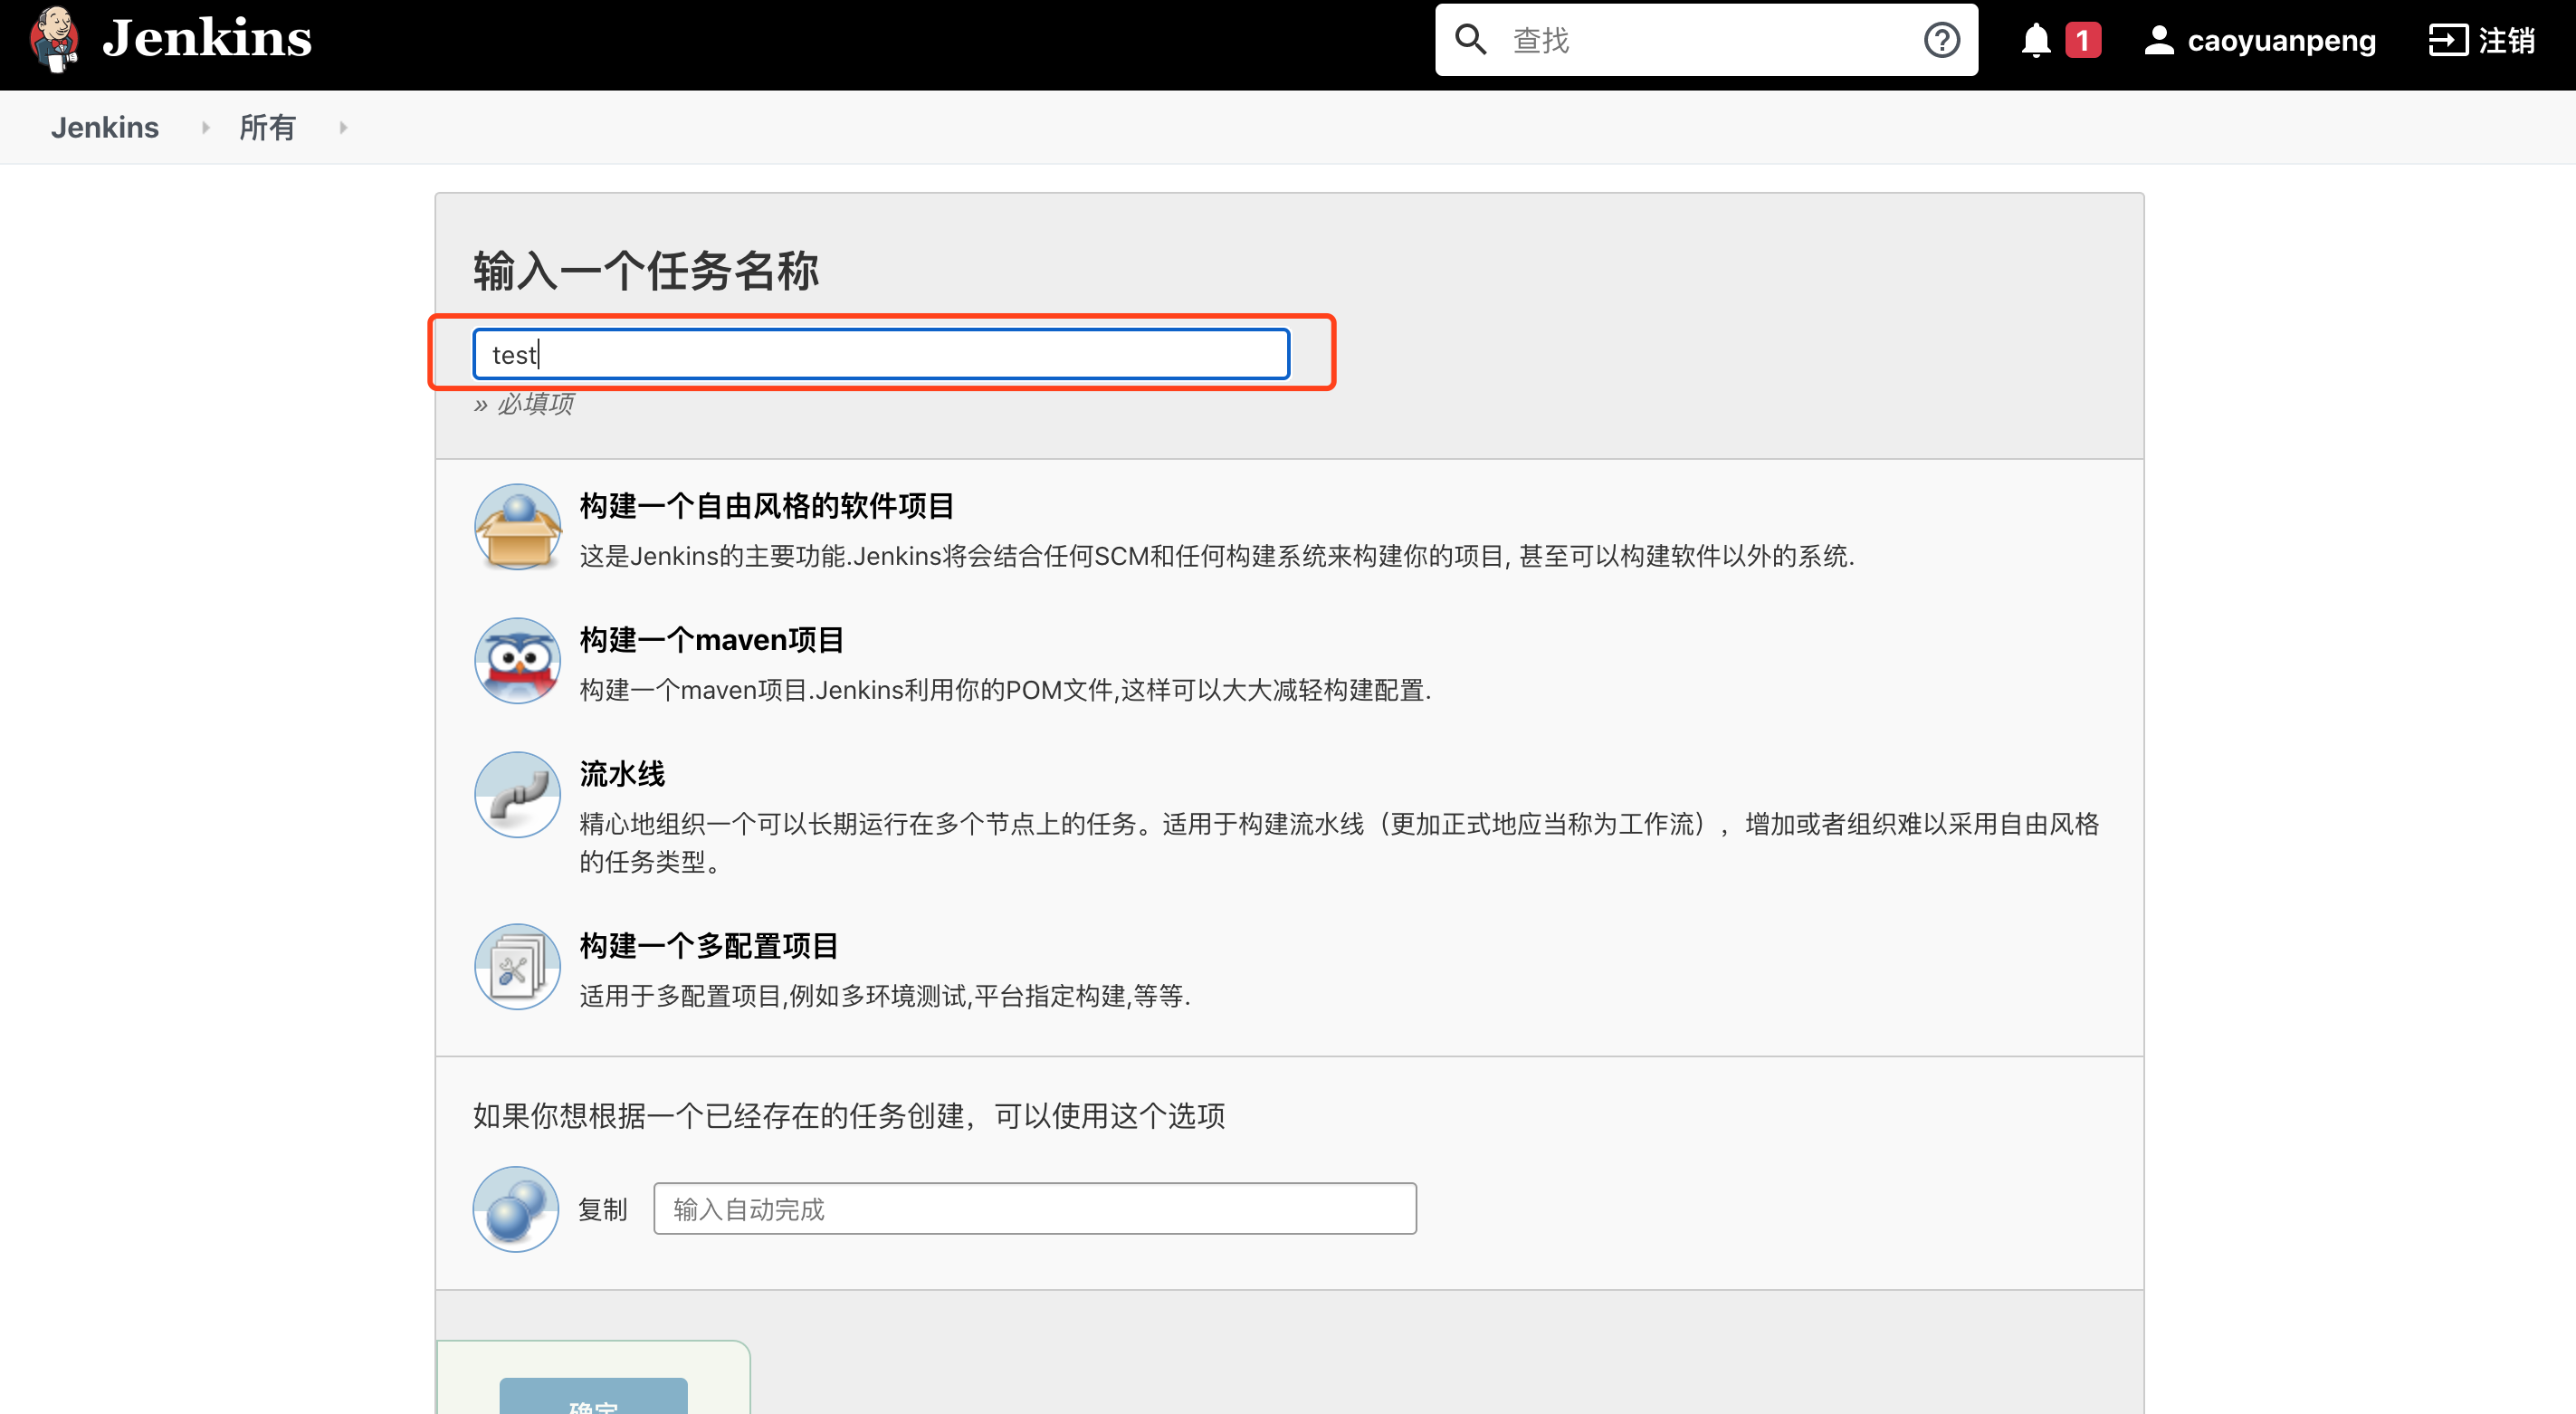 Jenkins
查找
1
caoyuanpeng
注销
Jenkins
所有
输入一个任务名称
test
» 必填项
构建一个自由风格的软件项目
这是Jenkins的主要功能.Jenkins将会结合任何SCM和任何构建系统来构建你的项目, 甚至可以构建软件以外的系统.
构建一个maven项目
构建一个maven项目.Jenkins利用你的POM文件,这样可以大大减轻构建配置.
流水线
精心地组织一个可以长期运行在多个节点上的任务。适用于构建流水线（更加正式地应当称为工作流），增加或者组织难以采用自由风格
的任务类型。
构建一个多配置项目
适用于多配置项目,例如多环境测试,平台指定构建,等等.
如果你想根据一个已经存在的任务创建，可以使用这个选项
复制
输入自动完成
确定